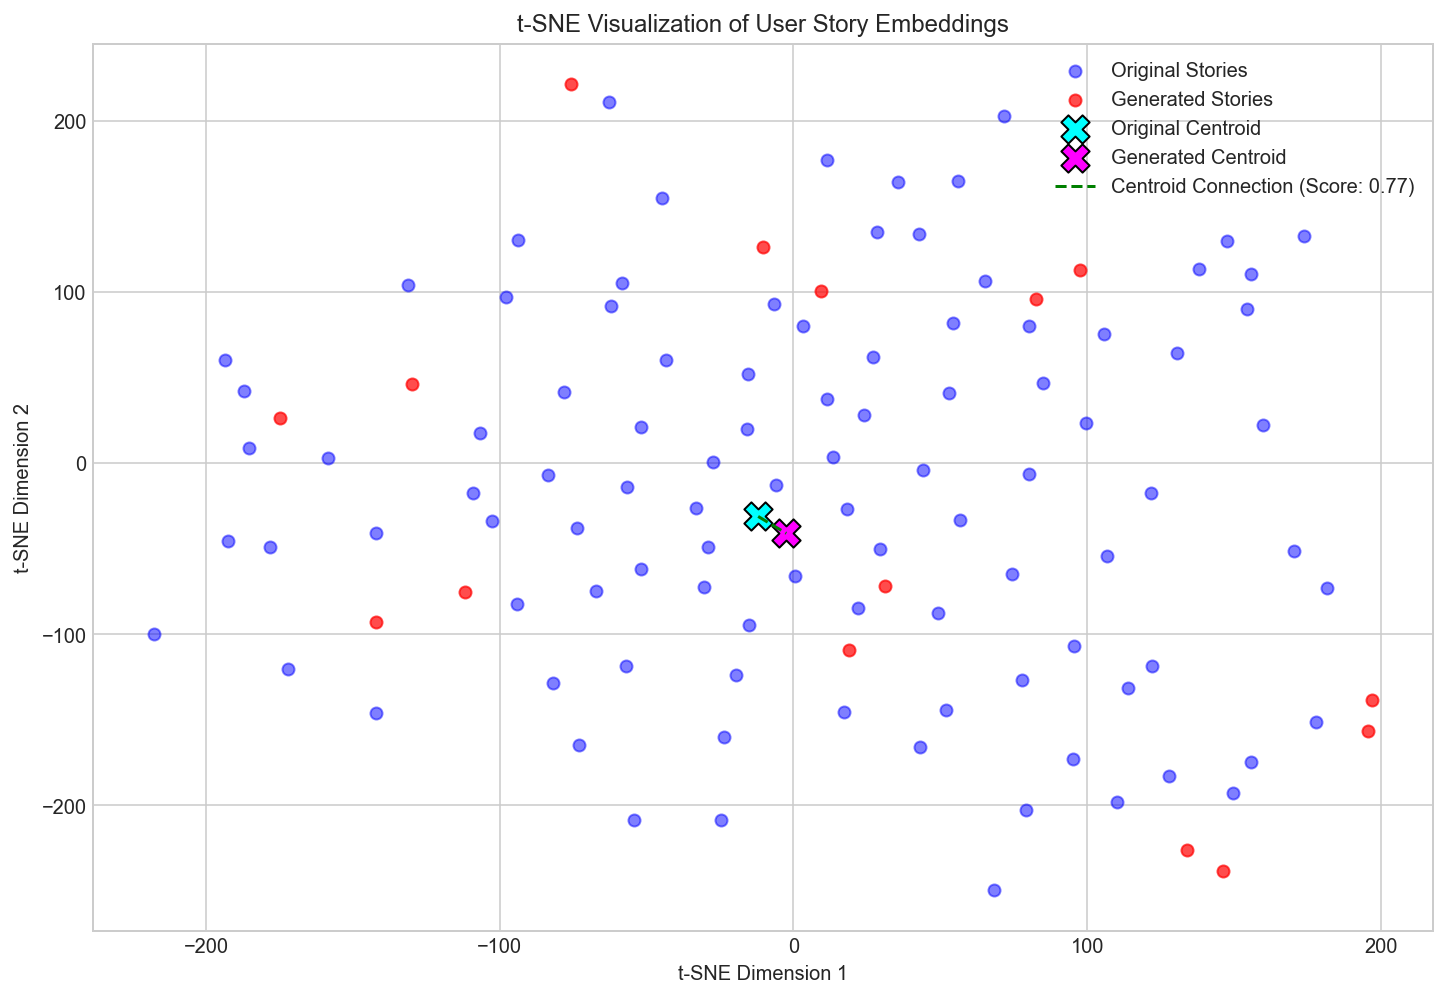 t-SNE Visualization of User Story Embeddings
Original Stories
Generated Stories
Original Centroid
Generated Centroid
Centroid Connection (Score: 0.77)
t-SNE Dimension 2
200
100
0
−100
−200
−200
−100
0
100
200
t-SNE Dimension 1